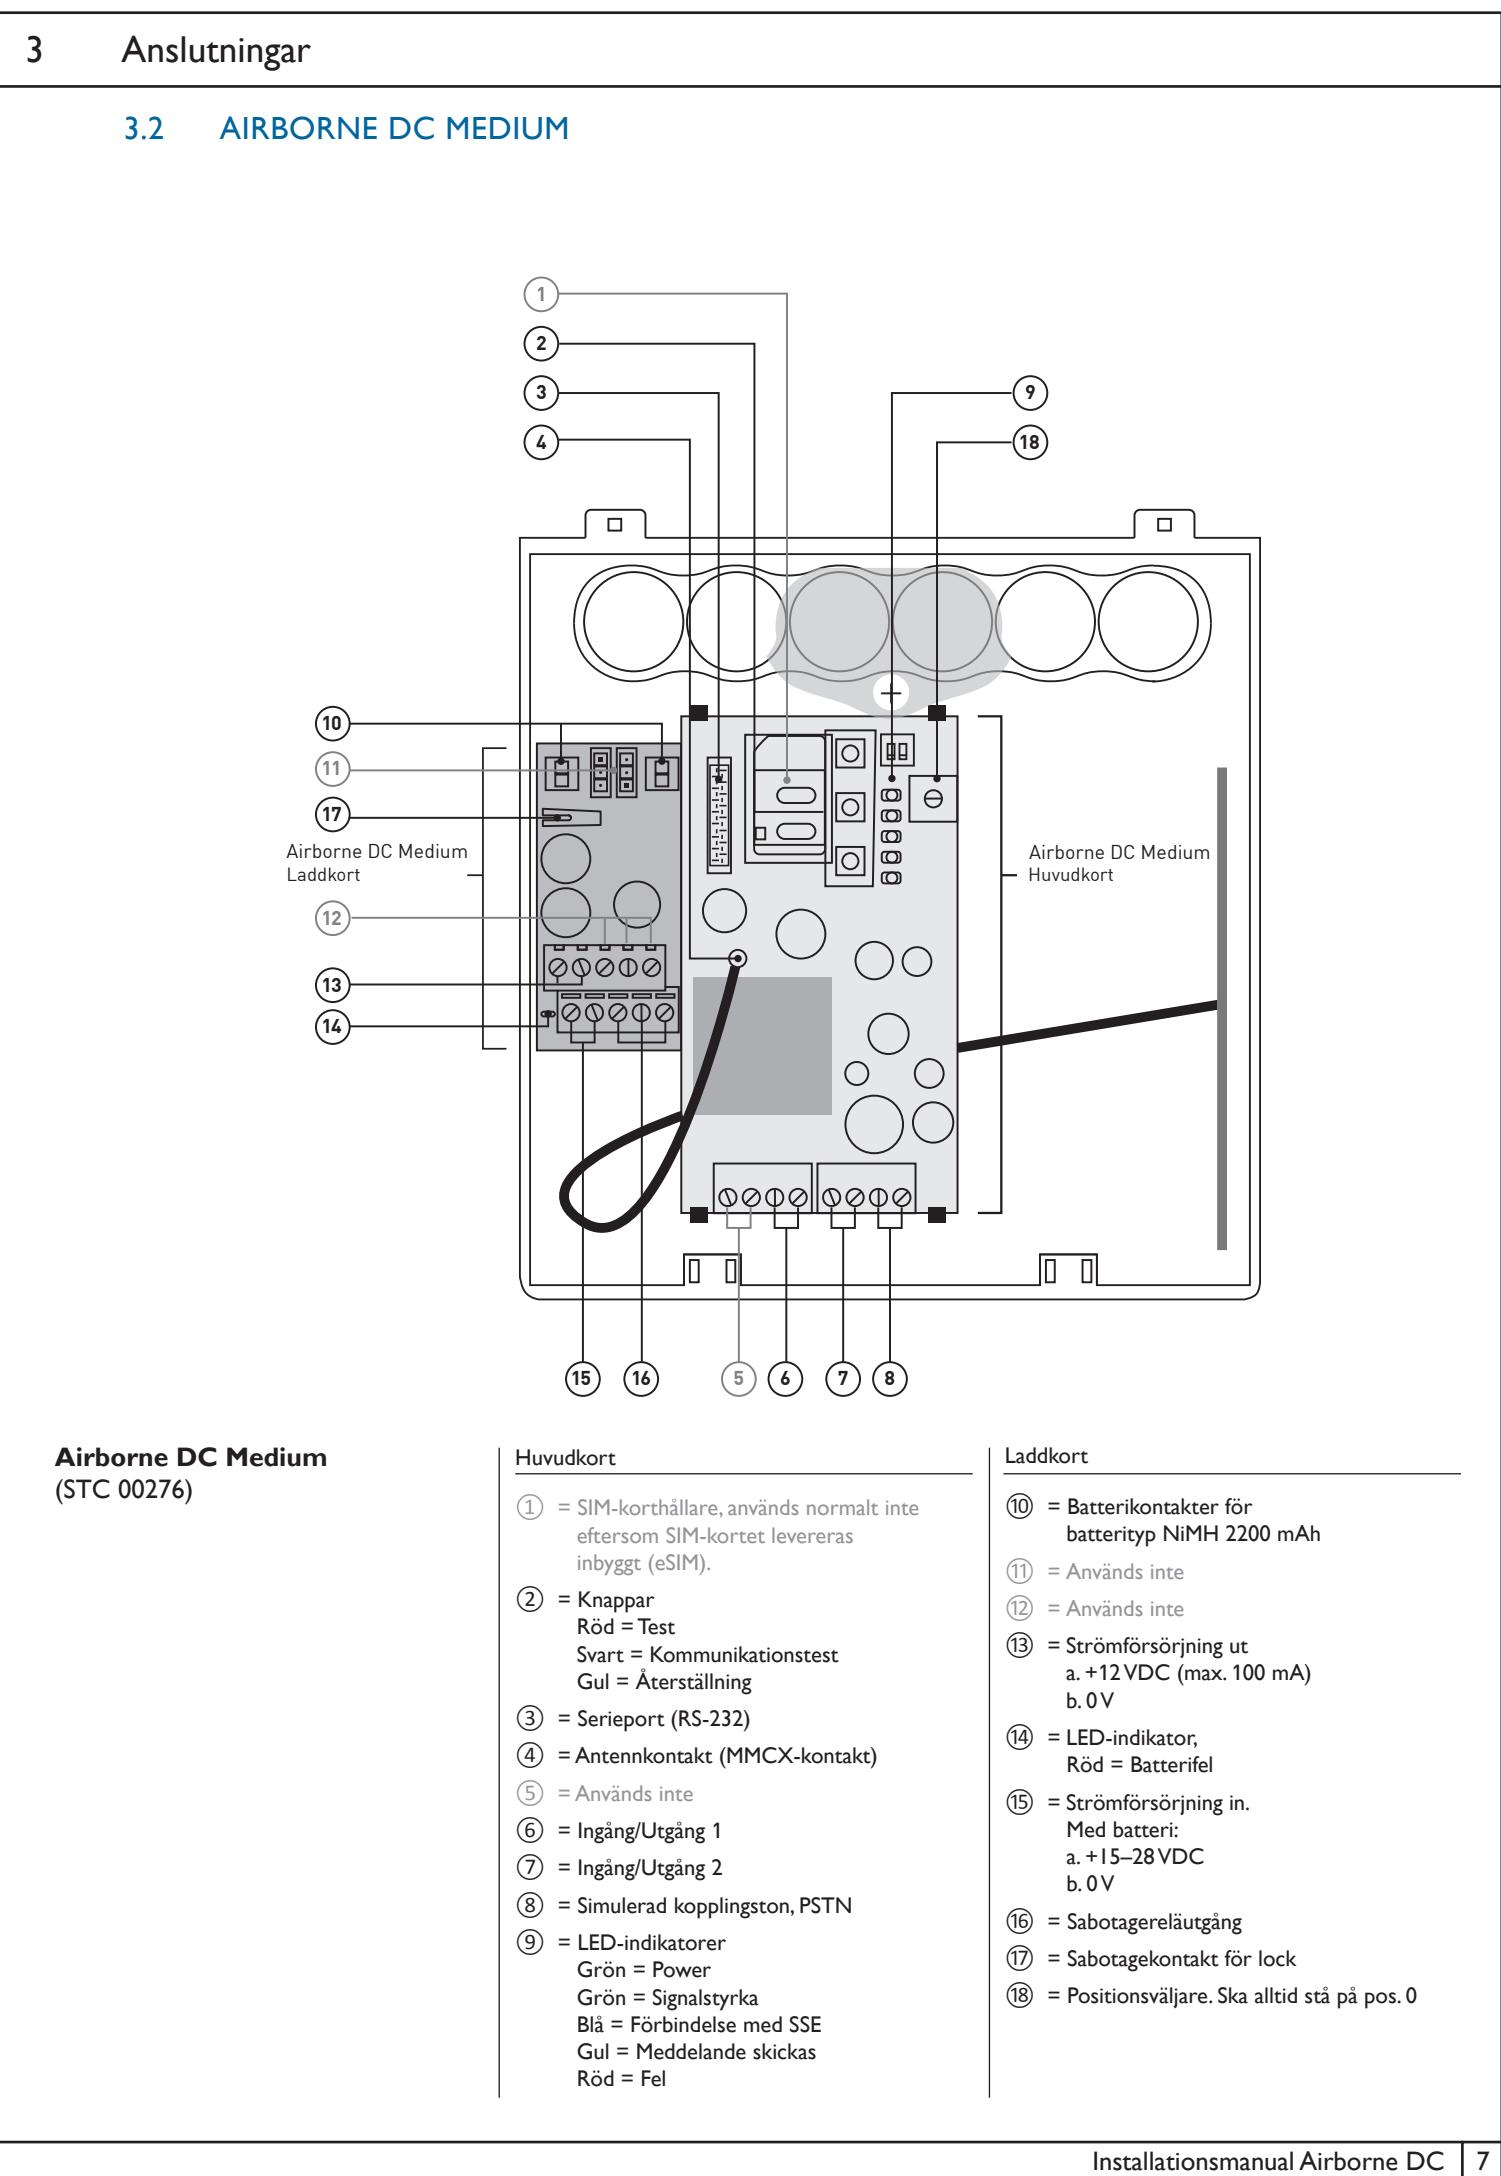 3 Anslutningar
3.2 AIRBORNE DC MEDIUM
1
2
3
4
9
18
10
11
17
Airborne DC Medium
Laddkort
12
13
14
Airborne DC Medium
Huvudkort
15
16
5
6
7
8
Airborne DC Medium
(STC 00276)
Huvudkort
1 = SIM-korthållare, används normalt inte
eftersom SIM-kortet levereras
inbyggt (eSIM).
2 = Knappar
Röd = Test
Svart = Kommunikationstest
Gul = Återställning
3 = Serieport (RS-232)
4 = Antennkontakt (MMCX-kontakt)
5 = Används inte
6 = Ingång/Utgång 1
7 = Ingång/Utgång 2
8 = Simulerad kopplingston, PSTN
9 = LED-indikatorer
Grön = Power
Grön = Signalstyrka
Blå = Förbindelse med SSE
Gul = Meddelande skickas
Röd = Fel
Laddkort
10 = Batterikontakter för
batterityp NiMH 2200 mAh
11 = Används inte
12 = Används inte
13 = Strömförsörjning ut
a. +12 VDC (max. 100 mA)
b. 0 V
14 = LED-indikator,
Röd = Batterifel
15 = Strömförsörjning in.
Med batteri:
a. +15–28 VDC
b. 0 V
16 = Sabotagereläutgång
17 = Sabotagekontakt för lock
18 = Positionsväljare. Ska alltid stå på pos. 0
Installationsmanual Airborne DC 7